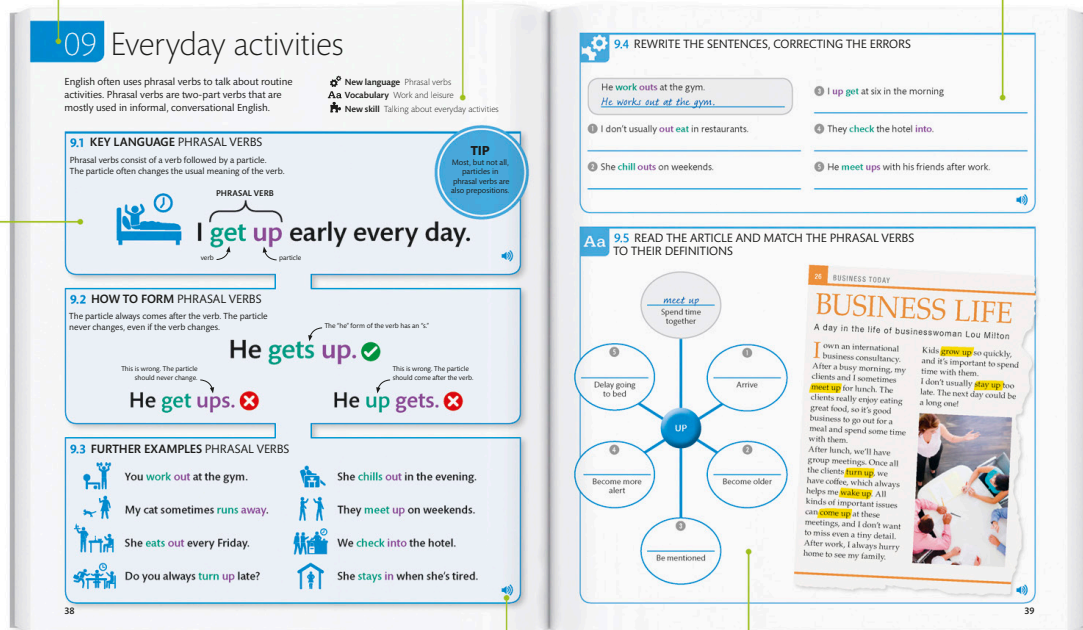 09 Everyday activities
English often uses phrasal verbs to talk about routine
activities. Phrasal verbs are two-part verbs that are
mostly used in informal, conversational English.
New language Phrasal verbs
Aa Vocabulary Work and leisure
New skill Talking about everyday activities
9.1 KEY LANGUAGE PHRASAL VERBS
Phrasal verbs consist of a verb followed by a particle.
The particle often changes the usual meaning of the verb.
TIP
Most, but not all,
particles in
phrasal verbs are
also prepositions.
PHRASAL VERB
I get up early every day.
verb
particle
9.2 HOW TO FORM PHRASAL VERBS
The particle always comes after the verb. The particle
never changes, even if the verb changes.
The "he" form of the verb has an "s."
He gets up.
This is wrong. The particle
should never change.
He get ups.
This is wrong. The particle
should come after the verb.
He up gets.
9.3 FURTHER EXAMPLES PHRASAL VERBS
You work out at the gym.
My cat sometimes runs away.
She eats out every Friday.
Do you always turn up late?
She chills out in the evening.
They meet up on weekends.
We check into the hotel.
She stays in when she's tired.
38
9.4 REWRITE THE SENTENCES, CORRECTING THE ERRORS
He work outs at the gym.
He works out at the gym.
1 I don't usually out eat in restaurants.
2 She chill outs on weekends.
3 I up get at six in the morning
4 They check the hotel into.
5 He meet ups with his friends after work.
Aa 9.5 READ THE ARTICLE AND MATCH THE PHRASAL VERBS
TO THEIR DEFINITIONS
meet up
Spend time
together
1
Arrive
2
Become older
3
Be mentioned
4
Become more
alert
5
Delay going
to bed
UP
26 BUSINESS TODAY
BUSINESS LIFE
A day in the life of businesswoman Lou Milton
I own an international
business consultancy.
After a busy morning, my
clients and I sometimes
meet up for lunch. The
clients really enjoy eating
great food, so it's good
business to go out for a
meal and spend some time
with them.
After lunch, we'll have
group meetings. Once all
the clients turn up, we
have coffee, which always
helps me wake up. All
kinds of important issues
can come up at these
meetings, and I don't want
to miss even a tiny detail.
After work, I always hurry
home to see my family.
Kids grow up so quickly,
and it's important to spend
time with them.
I don't usually stay up too
late. The next day could be
a long one!
39